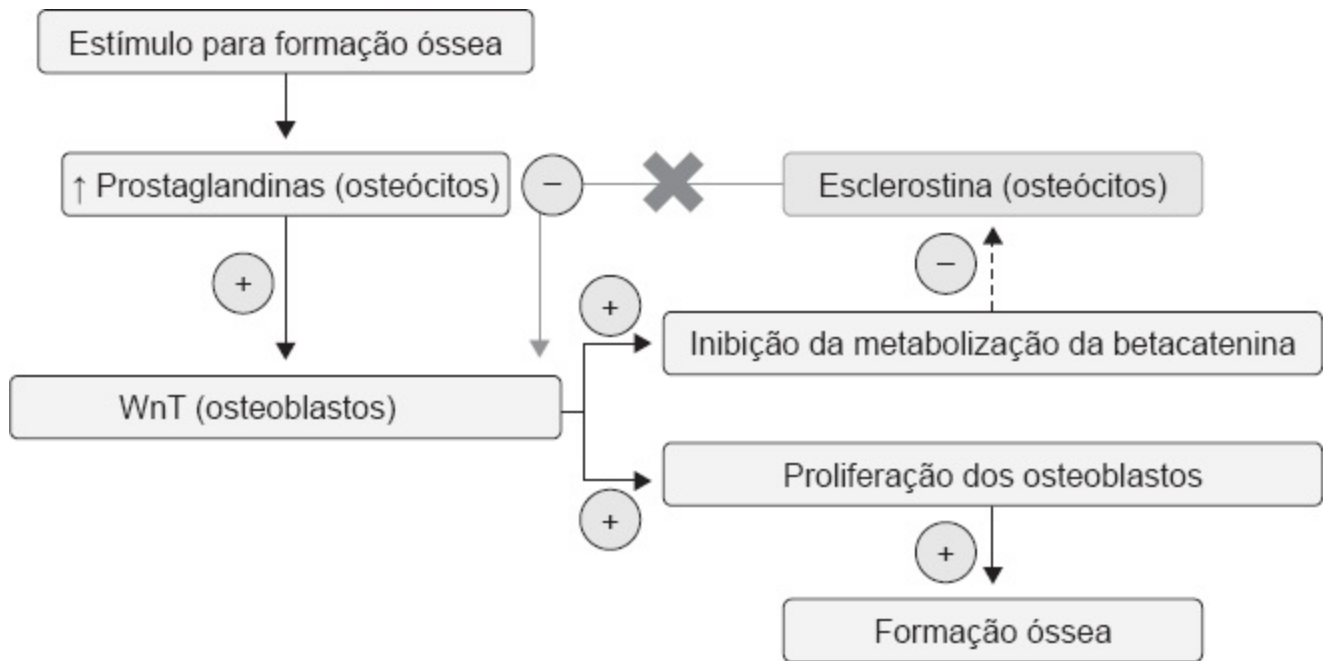 Estímulo para formação óssea
↑ Prostaglandinas (osteócitos)
−
Esclerostina (osteócitos)
+
−
+
Inibição da metabolização da betacatenina
WnT (osteoblastos)
Proliferação dos osteoblastos
+
+
Formação óssea